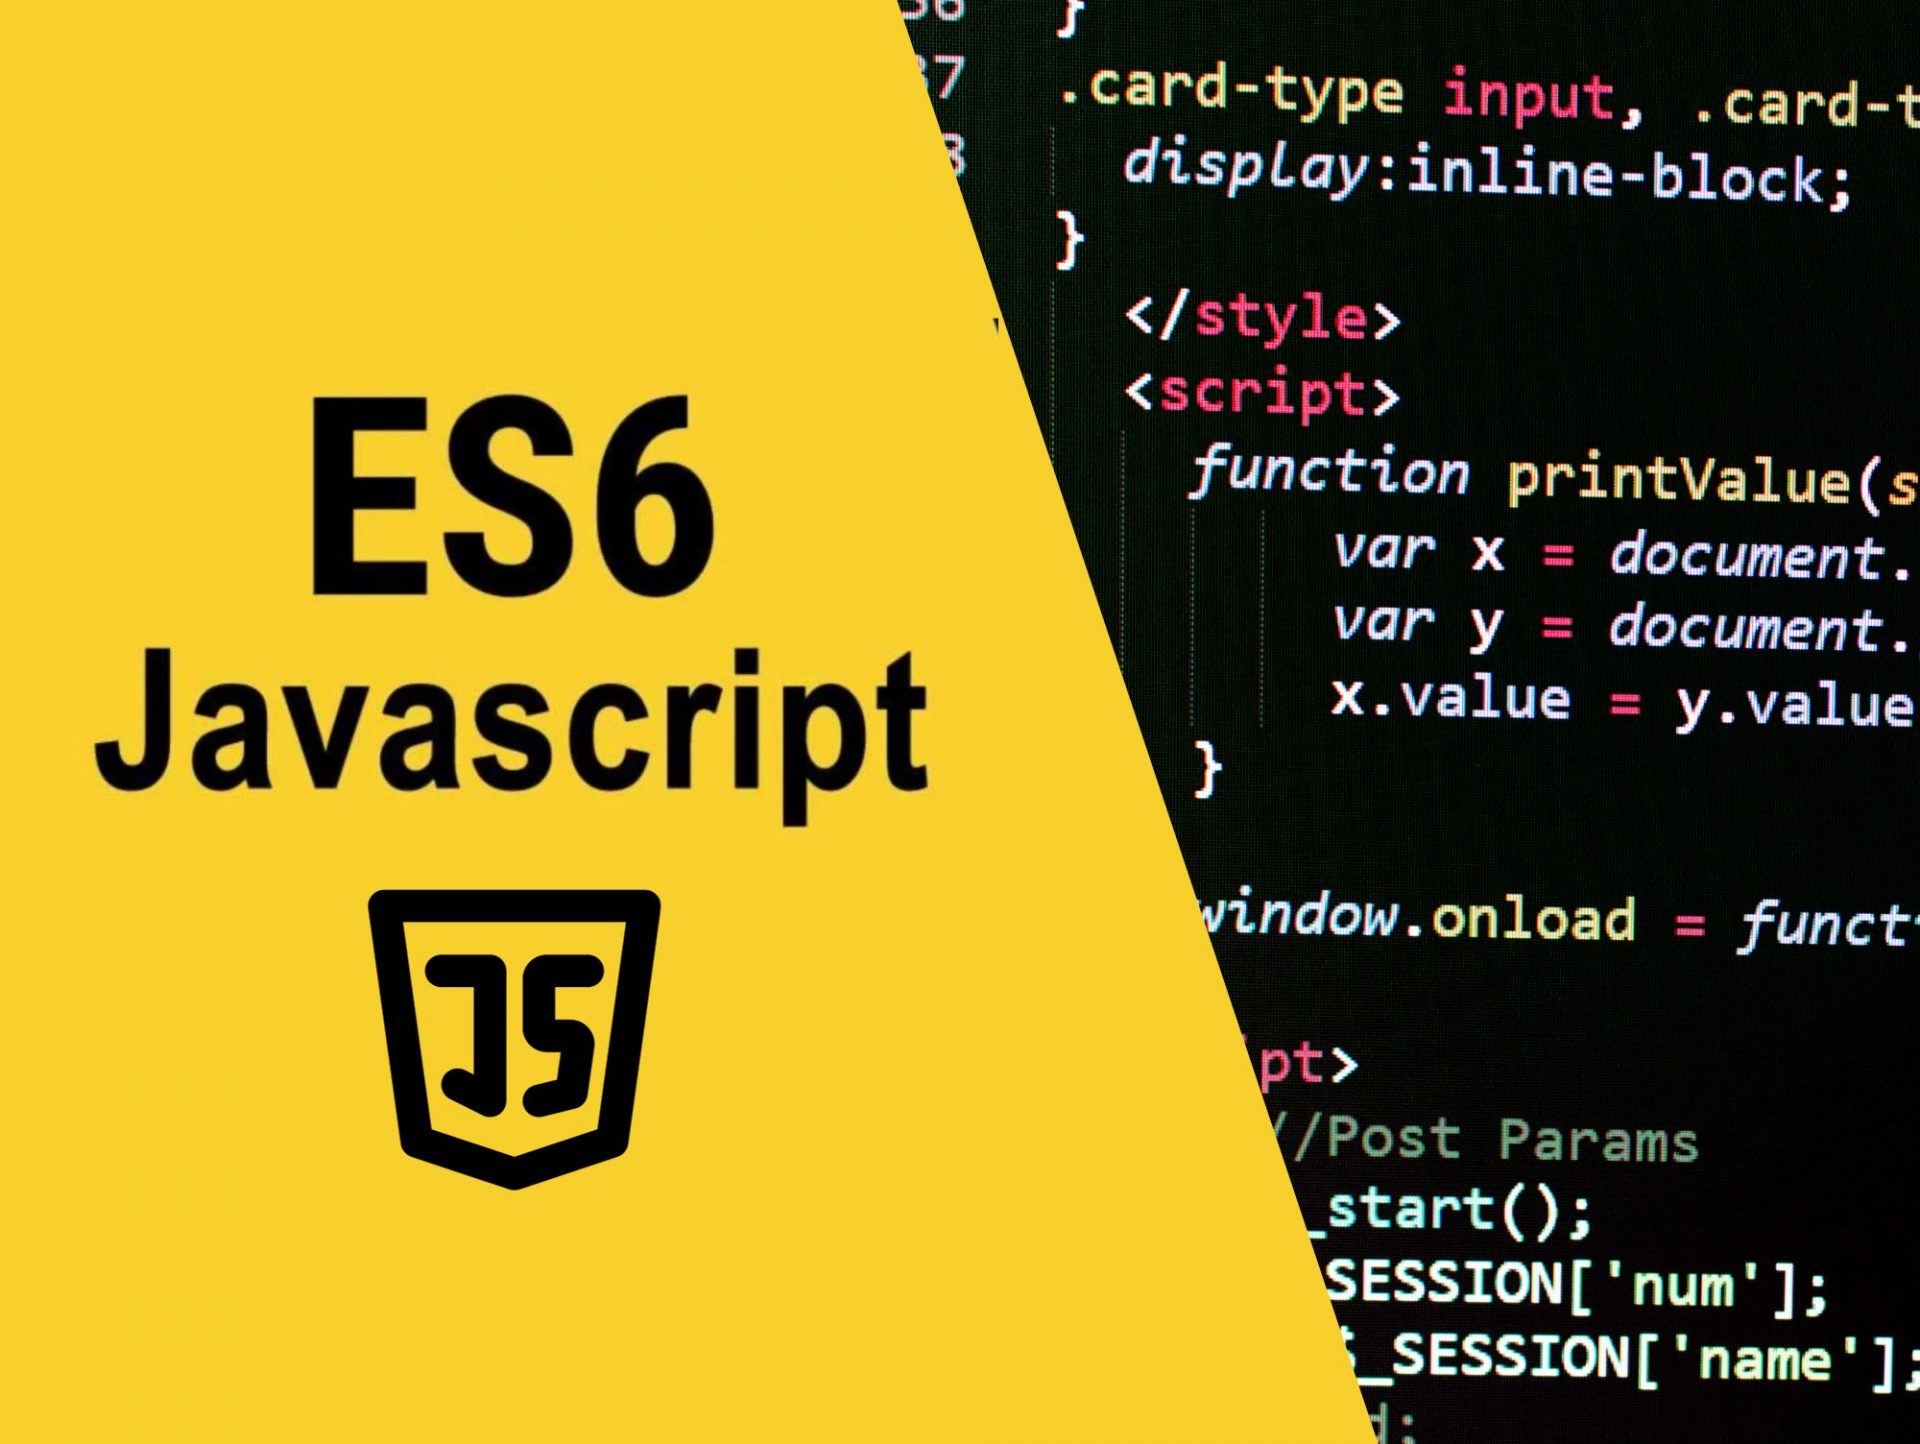 ES6
Javascript
JS
}
.card-type input, .card-t
display:inline-block;
}
</style>
<script>
function printValue(s
var x = document.
var y = document.
x.value = y.value
}
window.onload = funct
pt>
//Post Params
_start();
SESSION['num'];
$_SESSION['name'];
d;